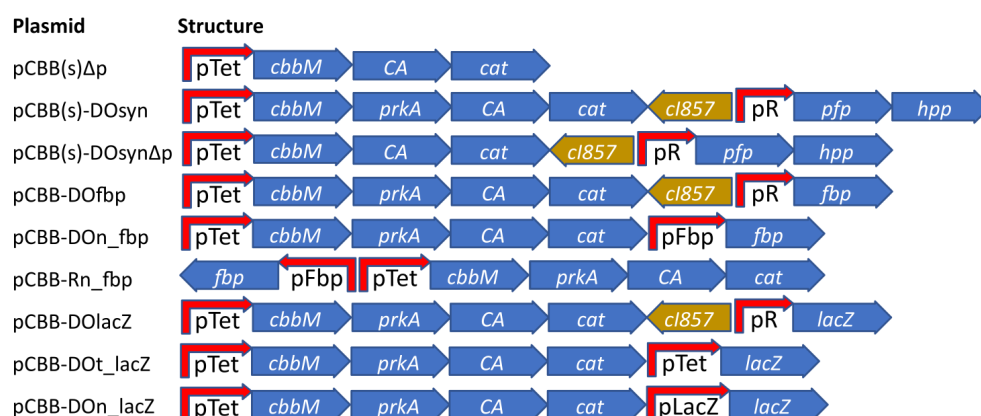 Plasmid Structure
pCBB(s)Δp pTet cbbM CA cat
pCBB(s)-DOsyn pTet cbbM prkA CA cat cI857 pR pfp hpp
pCBB(s)-DOsynΔp pTet cbbM CA cat cI857 pR pfp hpp
pCBB-DOfbp pTet cbbM prkA CA cat cI857 pR fbp
pCBB-DOn_fbp pTet cbbM prkA CA cat pFbp fbp
pCBB-Rn_fbp fbp pFbp pTet cbbM prkA CA cat
pCBB-DOlacZ pTet cbbM prkA CA cat cI857 pR lacZ
pCBB-DOt_lacZ pTet cbbM prkA CA cat pTet lacZ
pCBB-DOn_lacZ pTet cbbM prkA CA cat pLacZ lacZ